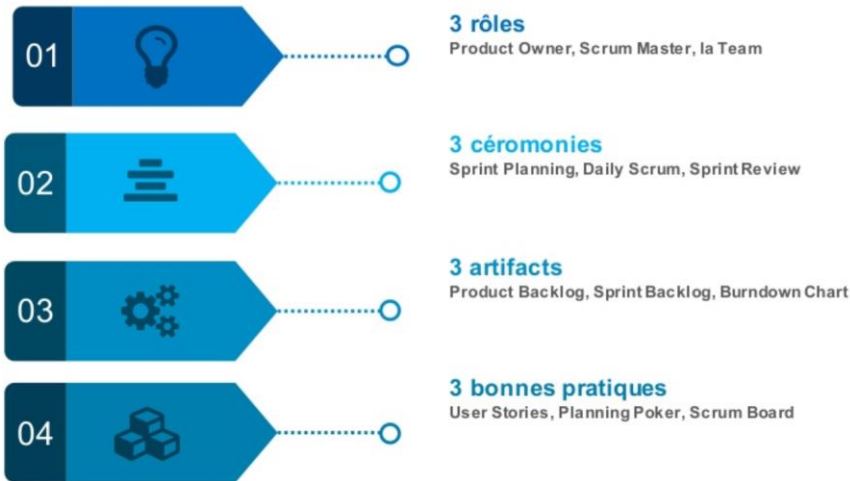 01
3 rôles
Product Owner, Scrum Master, la Team
02
3 céromonies
Sprint Planning, Daily Scrum, Sprint Review
03
3 artifacts
Product Backlog, Sprint Backlog, Burndown Chart
04
3 bonnes pratiques
User Stories, Planning Poker, Scrum Board